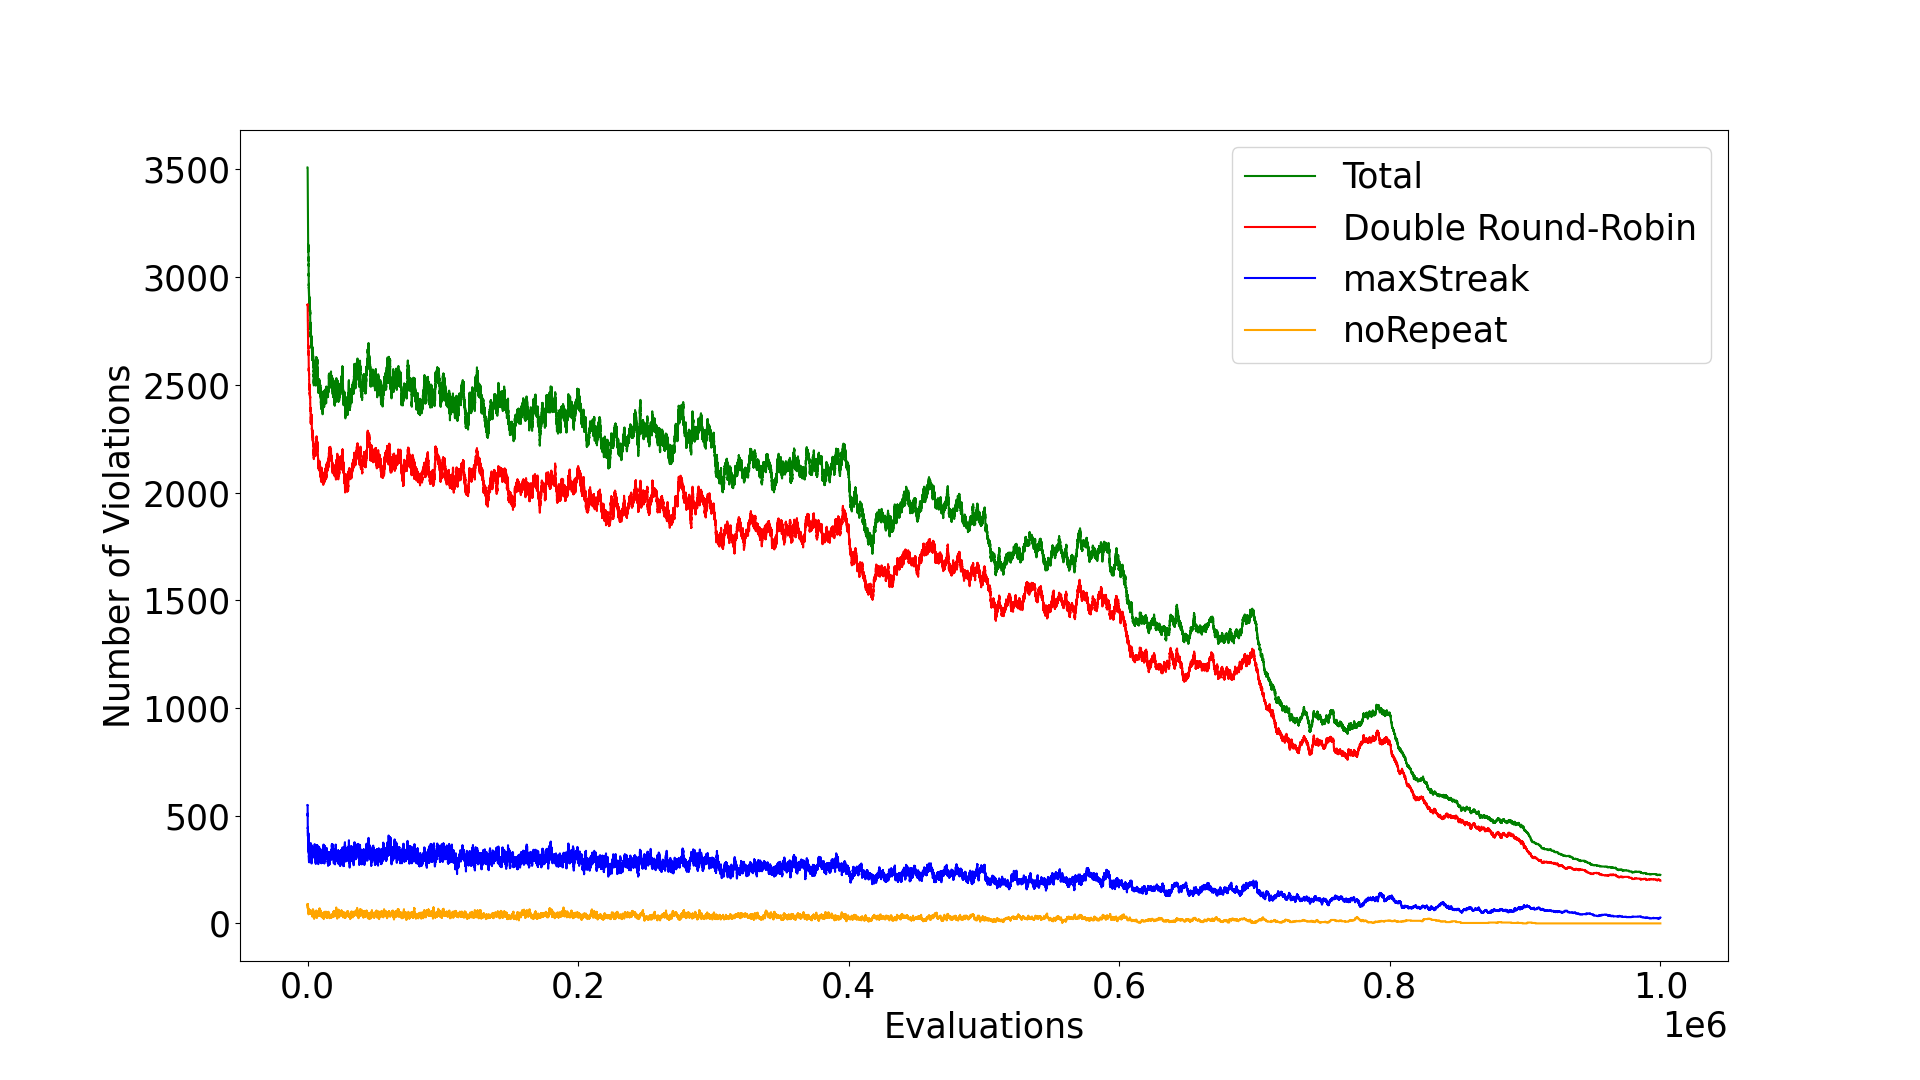 Total
Double Round-Robin
maxStreak
noRepeat
Number of Violations
3500
3000
2500
2000
1500
1000
500
0
0.0 0.2 0.4 0.6 0.8 1.0
Evaluations
1e6